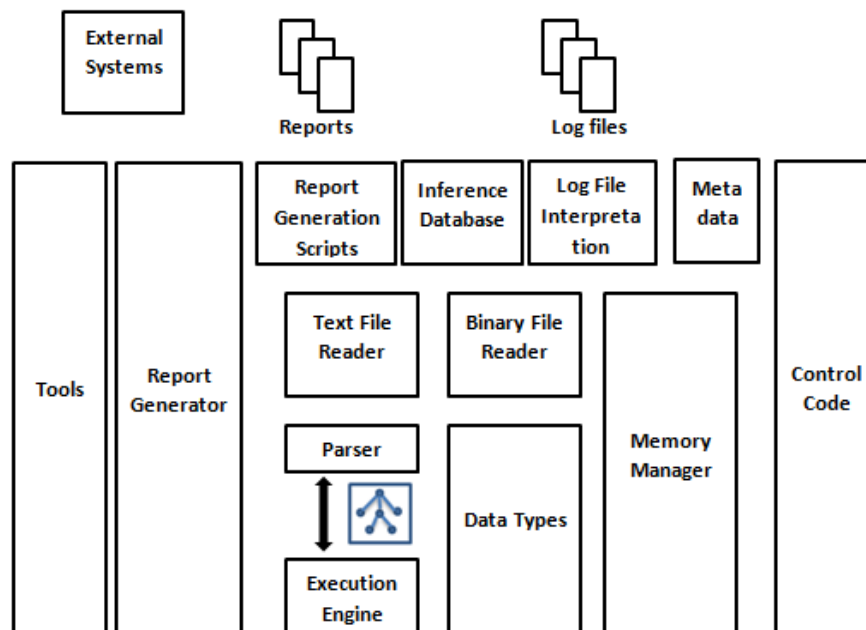 External
Systems
Reports
Log files
Report
Generation
Scripts
Inference
Database
Log File
Interpreta
tion
Meta
data
Text File
Reader
Binary File
Reader
Tools
Report
Generator
Control
Code
Parser
Memory
Manager
Data Types
Execution
Engine